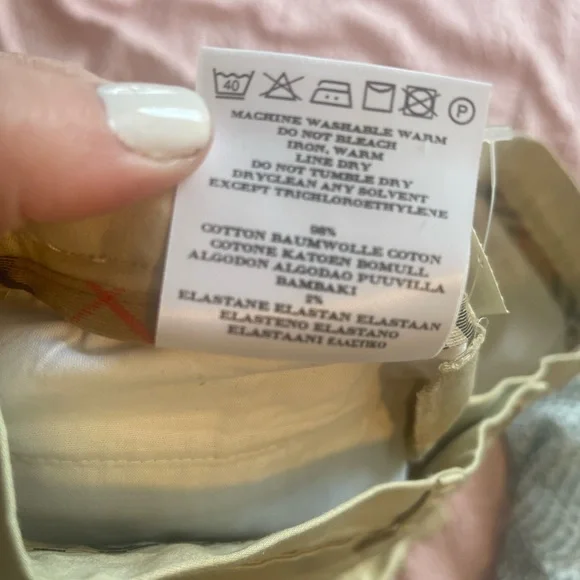 40 P
MACHINE WASHABLE WARM
DO NOT BLEACH
IRON, WARM
LINE DRY
DO NOT TUMBLE DRY
DRYCLEAN ANY SOLVENT
EXCEPT TRICHLOROETHYLENE
98%
COTTON BAUMWOLLE COTON
COTONE KATOEN BOMULL
ALGODON ALGODAO PUUVILLA
BAMBAKI
2%
ELASTANE ELASTAN ELASTAAN
ELASTENO ELASTANO
ELASTAANI ΕΛΑΣΤΙΚΟ